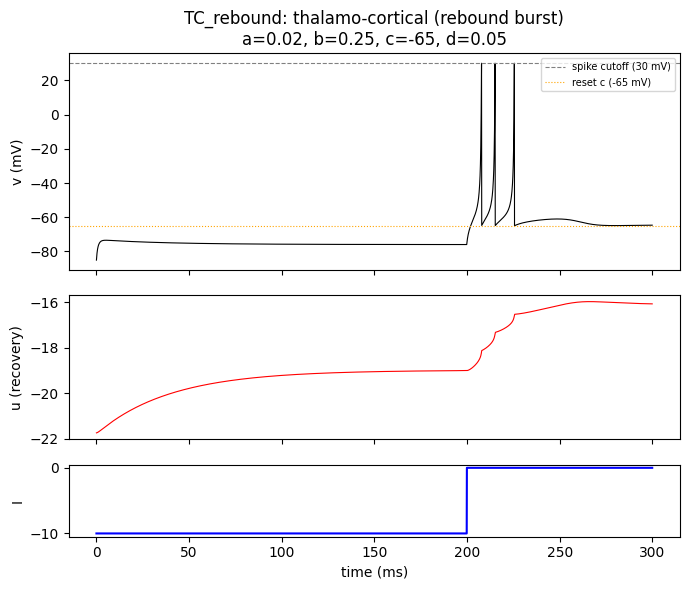 TC_rebound: thalamo-cortical (rebound burst)
a=0.02, b=0.25, c=-65, d=0.05
spike cutoff (30 mV)
reset c (-65 mV)
v (mV)
20
0
−20
−40
−60
−80
u (recovery)
−16
−18
−20
−22
I
0
−10
0
50
100
150
200
250
300
time (ms)